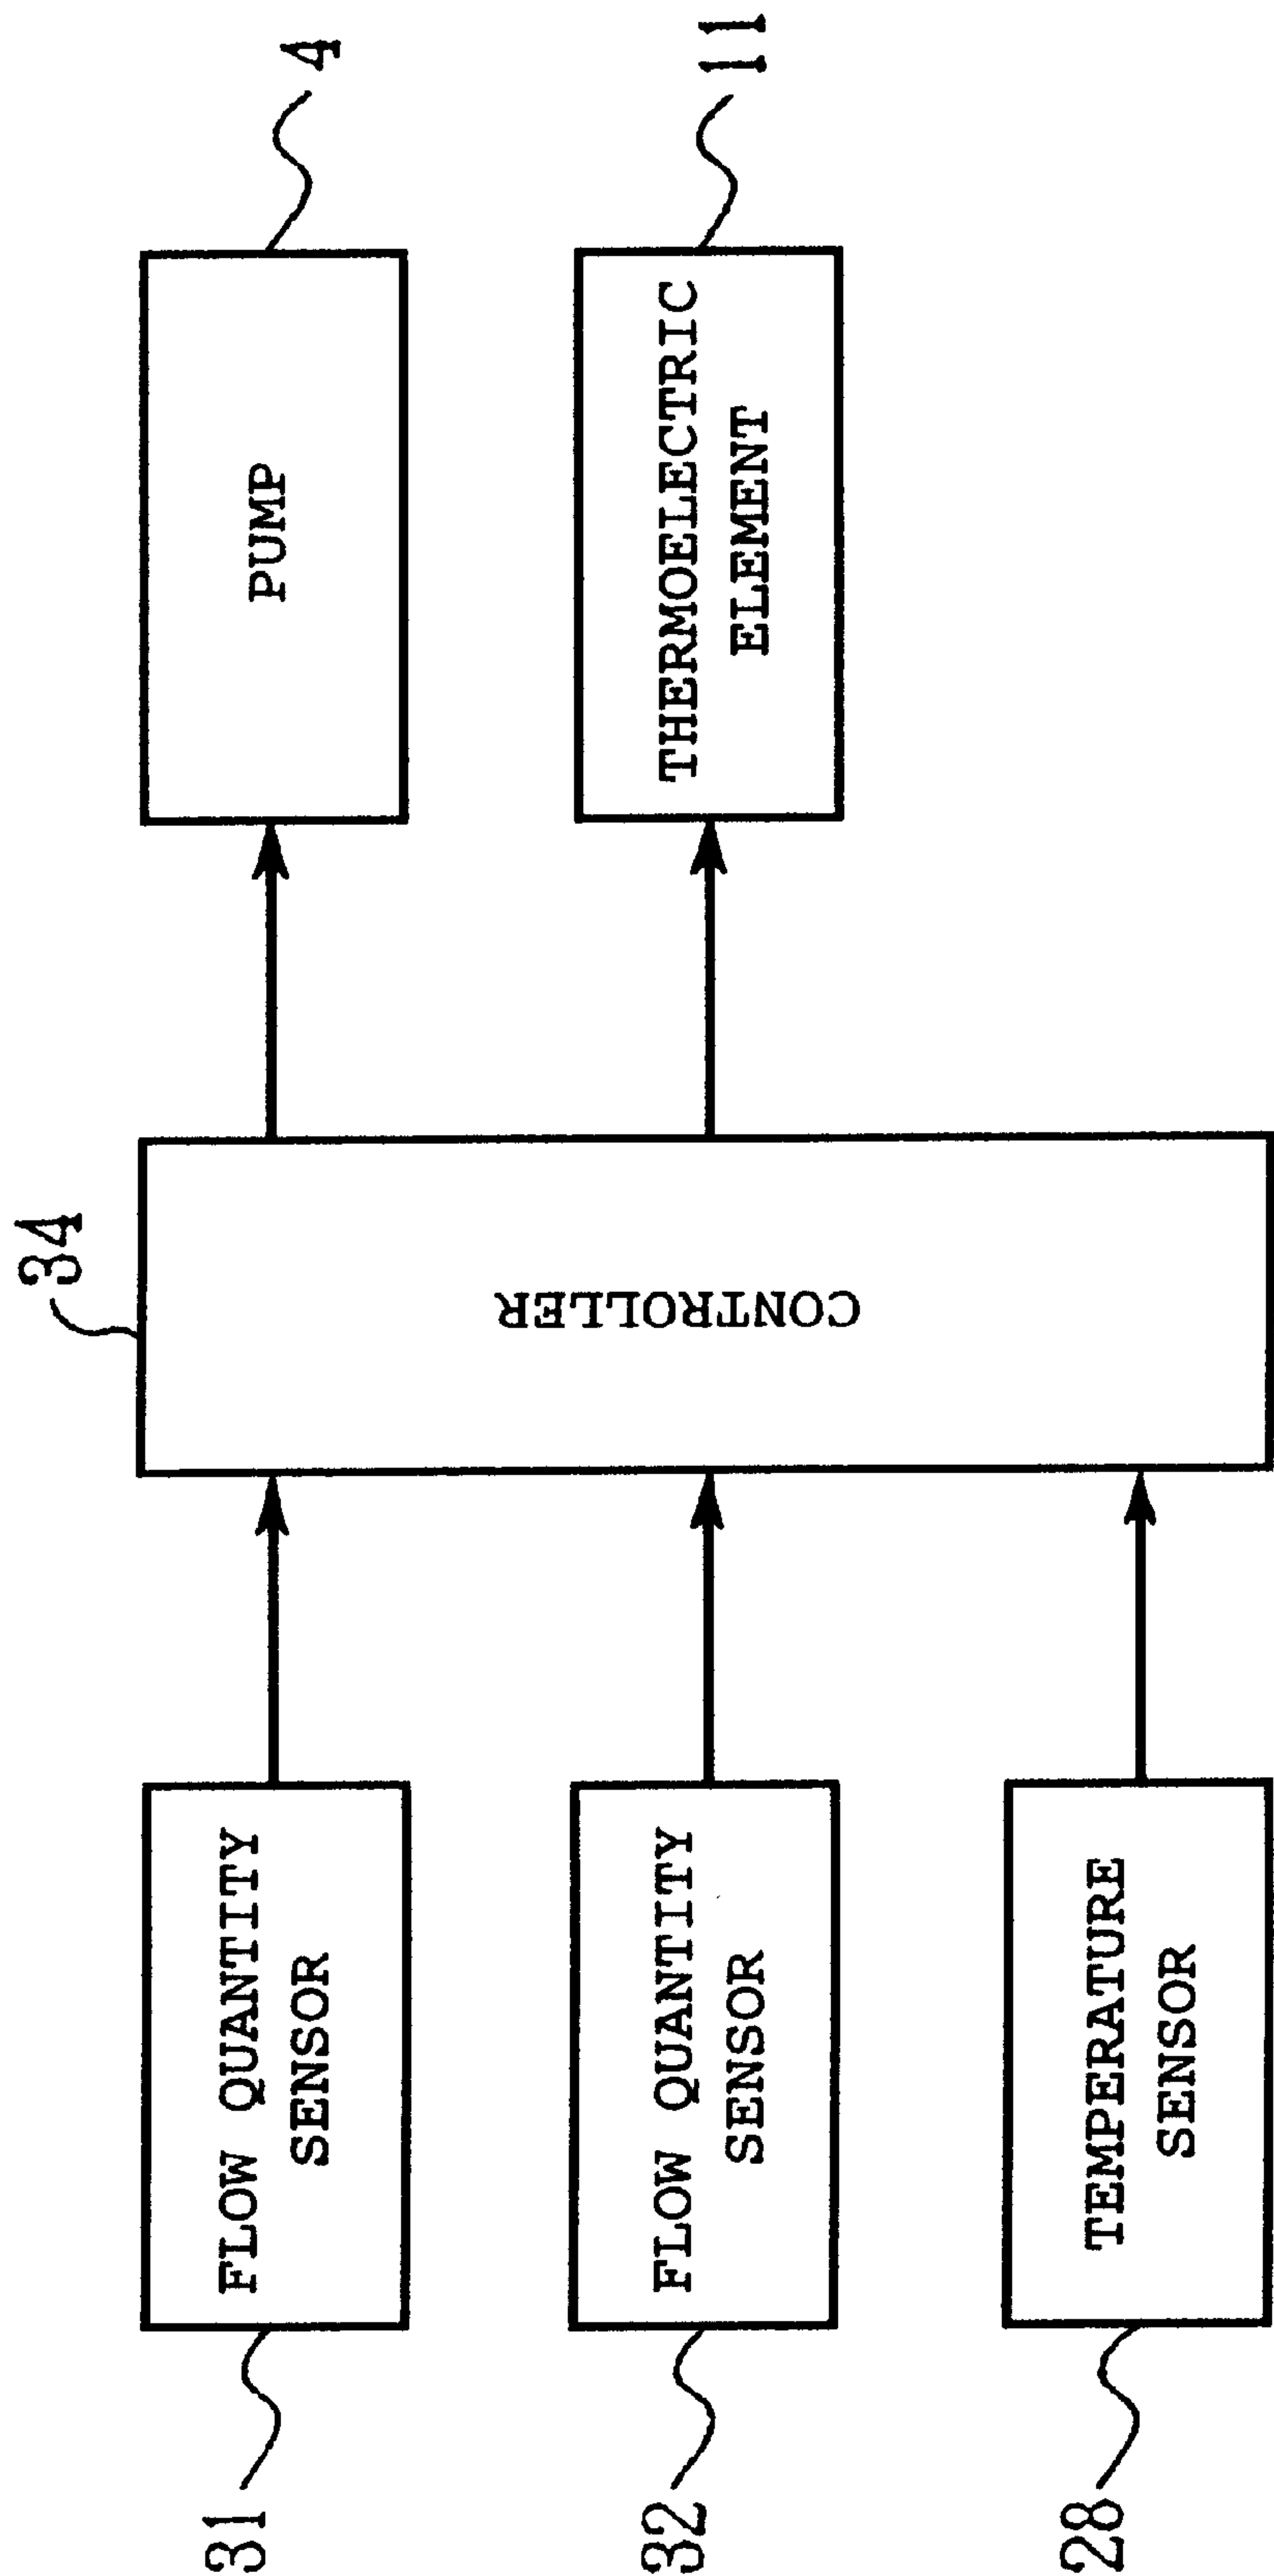 34
31
FLOW QUANTITY
SENSOR
32
FLOW QUANTITY
SENSOR
28
TEMPERATURE
SENSOR
CONTROLLER
PUMP
4
THERMOELECTRIC
ELEMENT
11